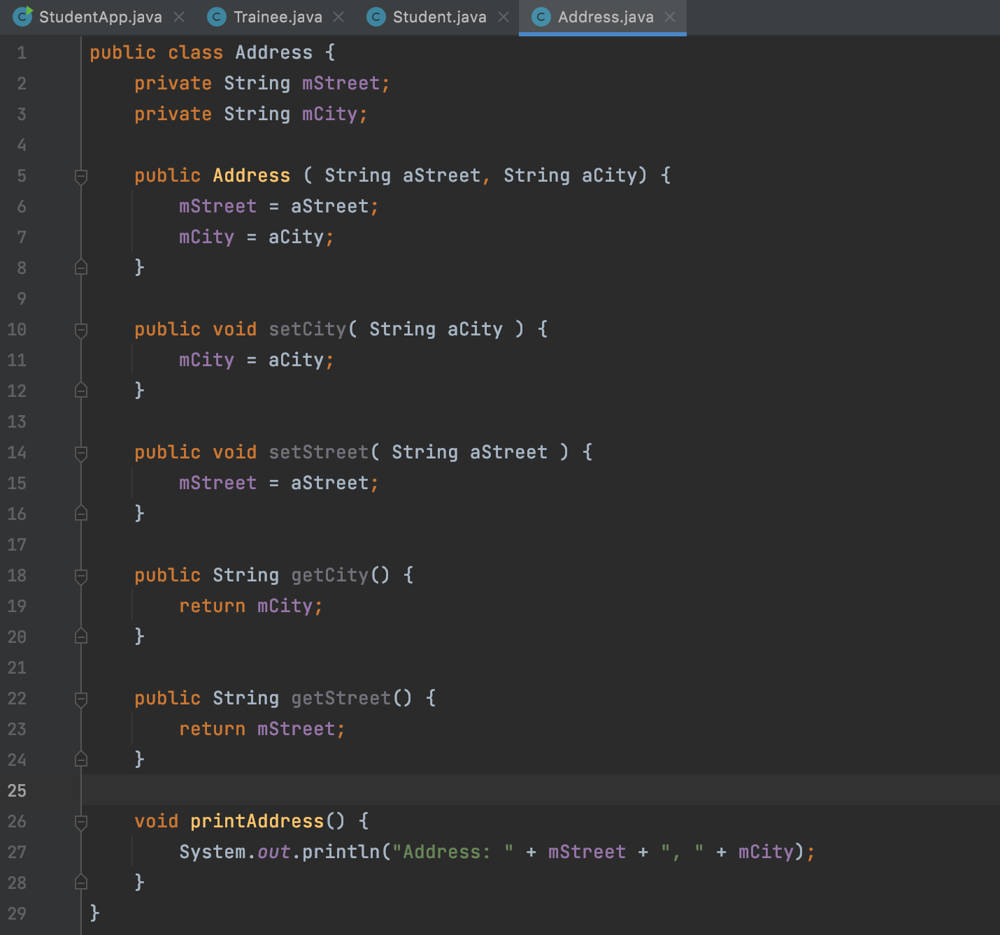 StudentApp.java Trainee.java Student.java Address.java
1 public class Address {
2     private String mStreet;
3     private String mCity;
4
5     public Address ( String aStreet, String aCity) {
6         mStreet = aStreet;
7         mCity = aCity;
8     }
9
10     public void setCity( String aCity ) {
11         mCity = aCity;
12     }
13
14     public void setStreet( String aStreet ) {
15         mStreet = aStreet;
16     }
17
18     public String getCity() {
19         return mCity;
20     }
21
22     public String getStreet() {
23         return mStreet;
24     }
25
26     void printAddress() {
27         System.out.println("Address: " + mStreet + ", " + mCity);
28     }
29 }